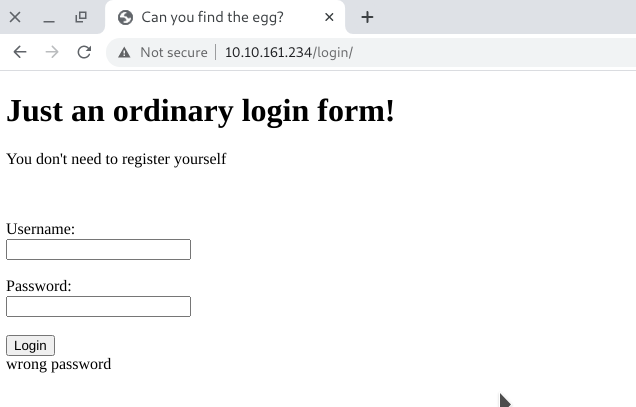 Can you find the egg?
Not secure 10.10.161.234/login/
Just an ordinary login form!
You don't need to register yourself
Username:
Password:
Login
wrong password